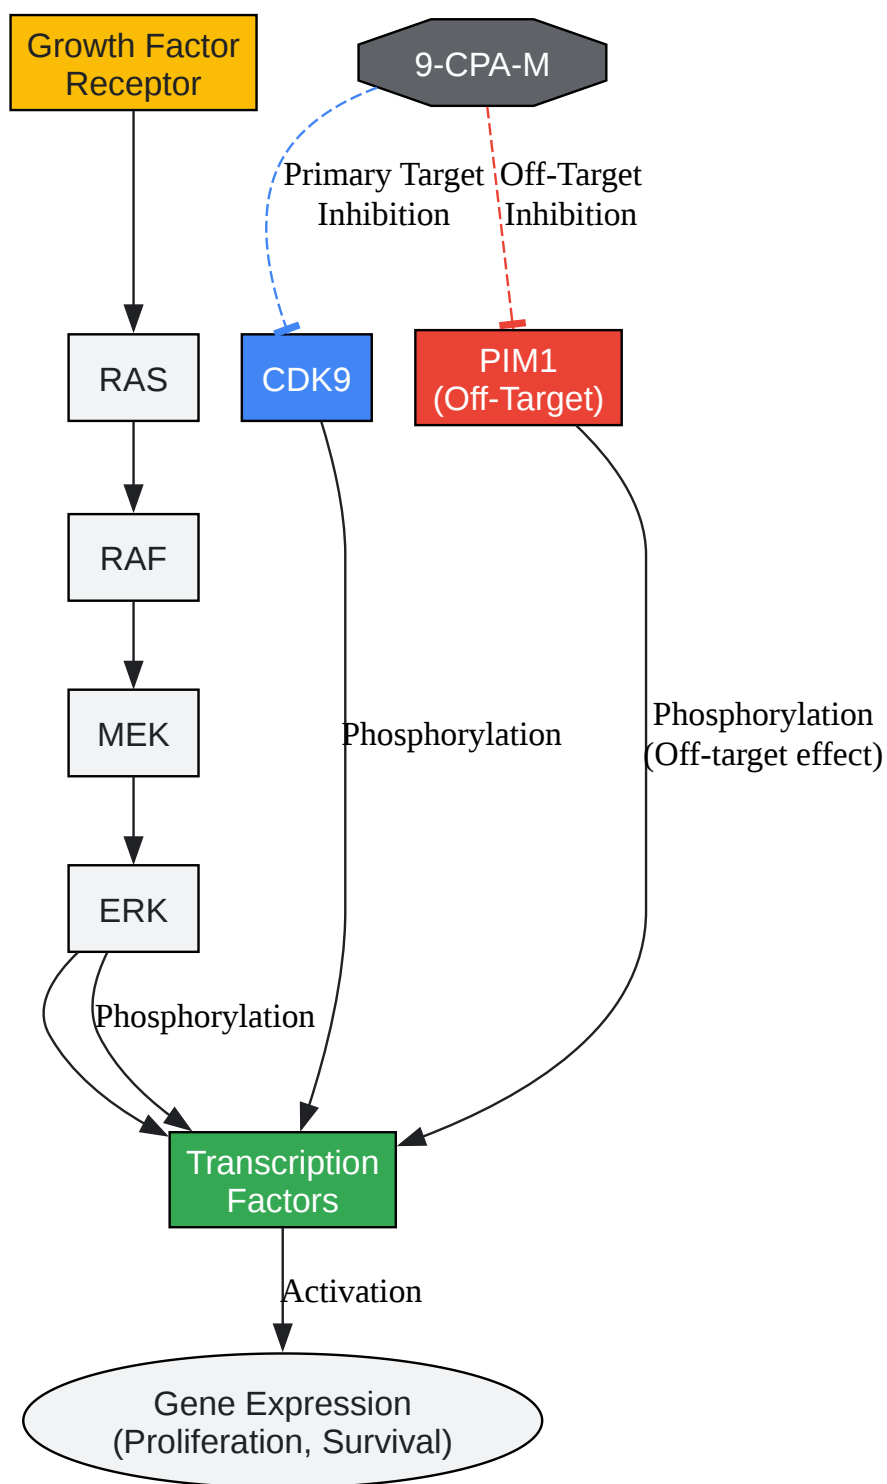 Growth Factor
Receptor
9-CPA-M
Primary Target
Inhibition
Off-Target
Inhibition
RAS
CDK9
PIM1
(Off-Target)
RAF
MEK
Phosphorylation
Phosphorylation
(Off-target effect)
ERK
Phosphorylation
Transcription
Factors
Activation
Gene Expression
(Proliferation, Survival)